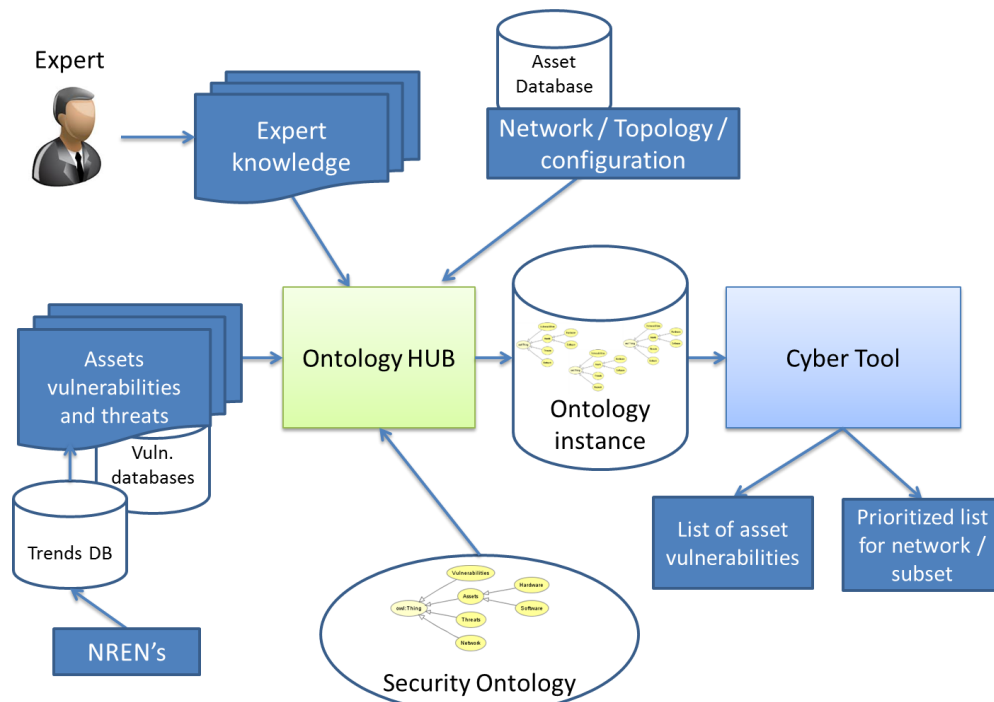 Expert
Expert
knowledge
Asset
Database
Network / Topology /
configuration
Assets
vulnerabilities
and threats
Vuln.
databases
Trends DB
NREN's
Ontology HUB
Ontology
instance
Cyber Tool
List of asset
vulnerabilities
Prioritized list
for network /
subset
Vulnerabilities
owl:Thing
Assets
Hardware
Software
Threats
Network
Security Ontology